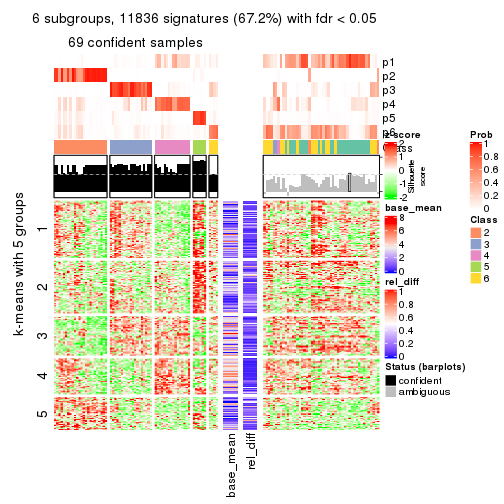 6 subgroups, 11836 signatures (67.2%) with fdr < 0.05
69 confident samples
p1
p2
p3
p4
p5
p6
Class
Silhouette
score
k-means with 5 groups
1
2
3
4
5
base_mean
rel_diff
z_score
2
1
0
-1
-2
base_mean
8
6
4
2
0
rel_diff
1
0.8
0.6
0.4
0.2
0
Status (barplots)
confident
ambiguous
Prob
1
0.8
0.6
0.4
0.2
0
Class
2
3
4
5
6